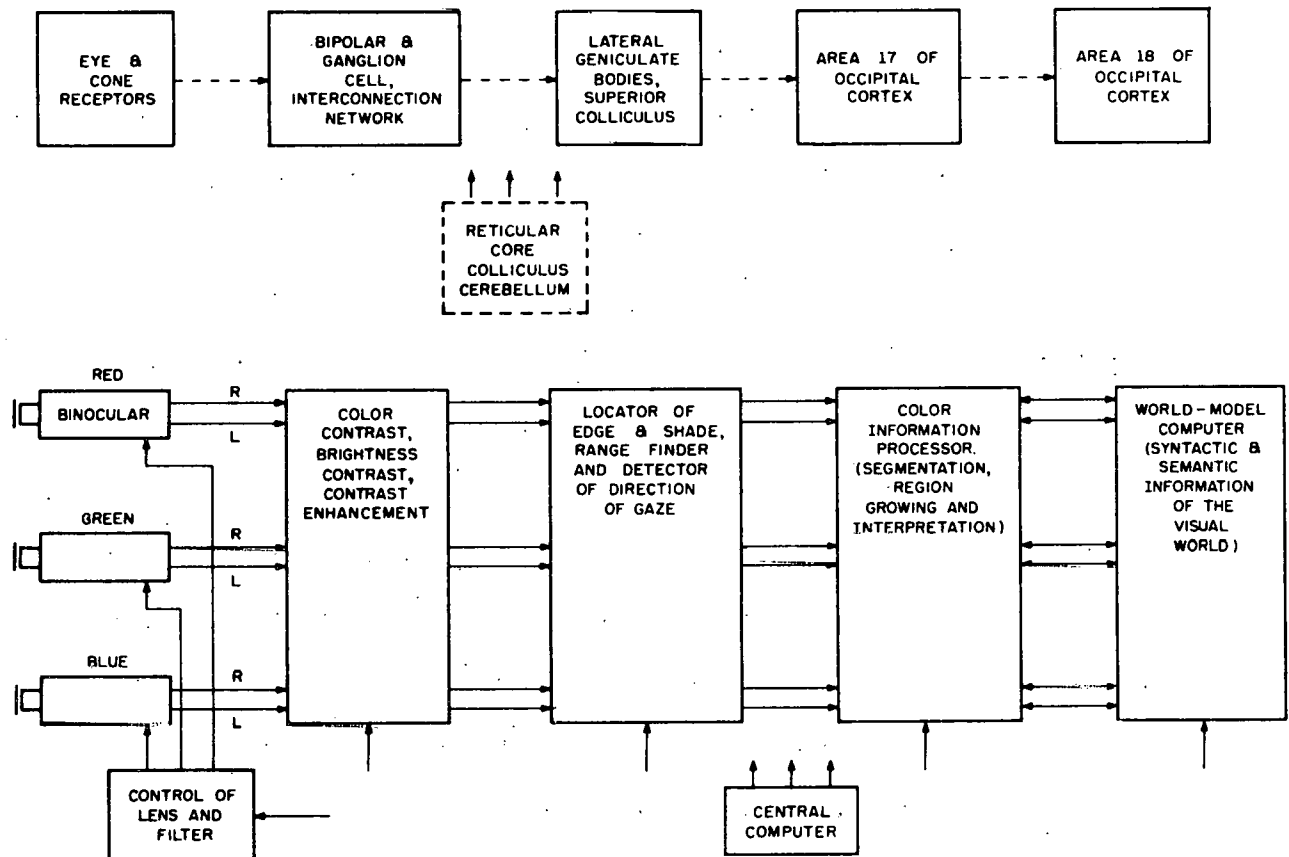 EYE &
CONE
RECEPTORS
BIPOLAR &
GANGLION
CELL,
INTERCONNECTION
NETWORK
LATERAL
GENICULATE
BODIES,
SUPERIOR
COLLICULUS
AREA 17 OF
OCCIPITAL
CORTEX
AREA 18 OF
OCCIPITAL
CORTEX
RETICULAR
CORE
COLLICULUS
CEREBELLUM
RED
BINOCULAR
R
L
GREEN
R
L
BLUE
R
L
COLOR
CONTRAST,
BRIGHTNESS
CONTRAST,
CONTRAST
ENHANCEMENT
LOCATOR OF
EDGE & SHADE,
RANGE FINDER
AND DETECTOR
OF DIRECTION
OF GAZE
COLOR
INFORMATION
PROCESSOR.
(SEGMENTATION,
REGION
GROWING AND
INTERPRETATION)
WORLD-MODEL
COMPUTER
(SYNTACTIC &
SEMANTIC
INFORMATION
OF THE
VISUAL
WORLD)
CONTROL OF
LENS AND
FILTER
CENTRAL
COMPUTER